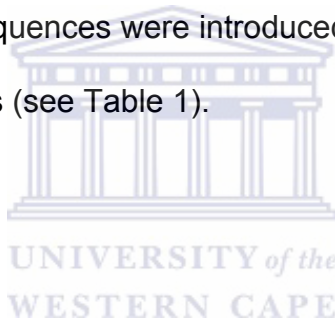 quences were introduced
s (see Table 1).
UNIVERSITY of the
WESTERN CAPE